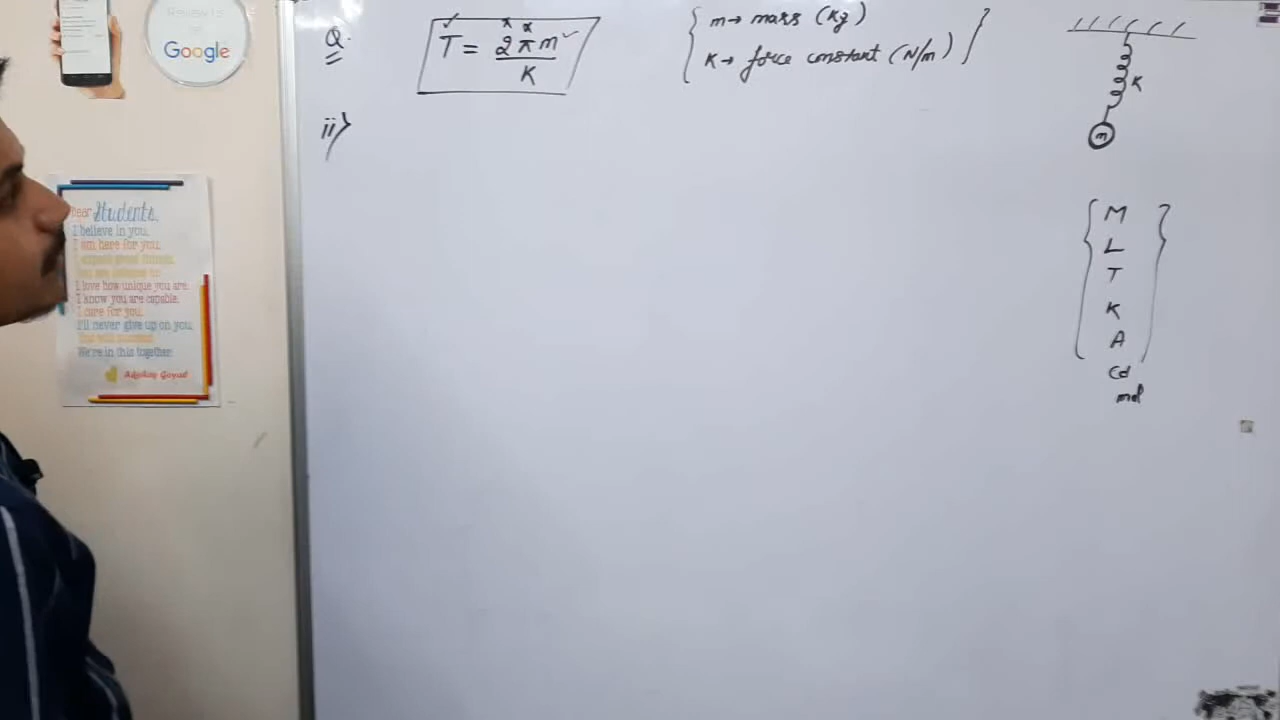 Google
Dear Students,
I believe in you.
I am here for you.
I love how unique you are.
I know you are capable.
I care for you.
I'll never give up on you.
We're in this together.
Q.
T = 2πm/K
{ m → mass (Kg)
K → force constant (N/m) }
K
m
ii>
{ M }
L
T
K
A
Cd
mol